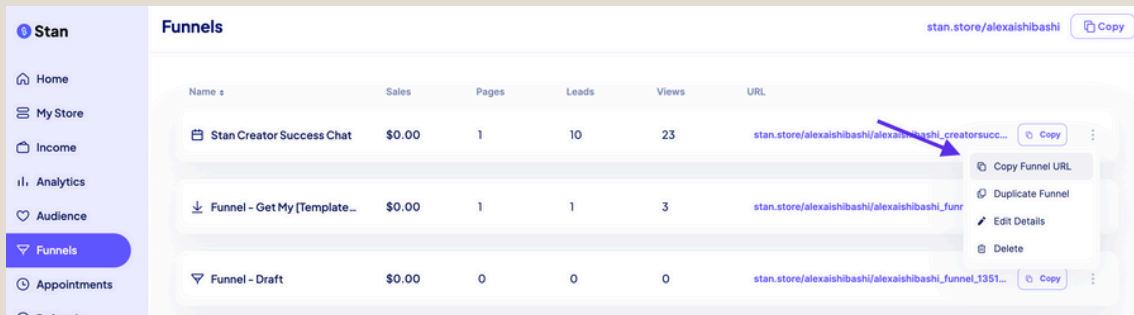 Stan
Funnels
stan.store/alexaishibashi Copy
Home
My Store
Income
Analytics
Audience
Funnels
Appointments
Name Sales Pages Leads Views URL
Stan Creator Success Chat $0.00 1 10 23 stan.store/alexaishibashi/alexaishibashi_creatorsucc... Copy
Copy Funnel URL
Duplicate Funnel
Edit Details
Delete
Funnel - Get My [Template... $0.00 1 1 3 stan.store/alexaishibashi/alexaishibashi_funr
Funnel - Draft $0.00 0 0 0 stan.store/alexaishibashi/alexaishibashi_funnel_1351... Copy